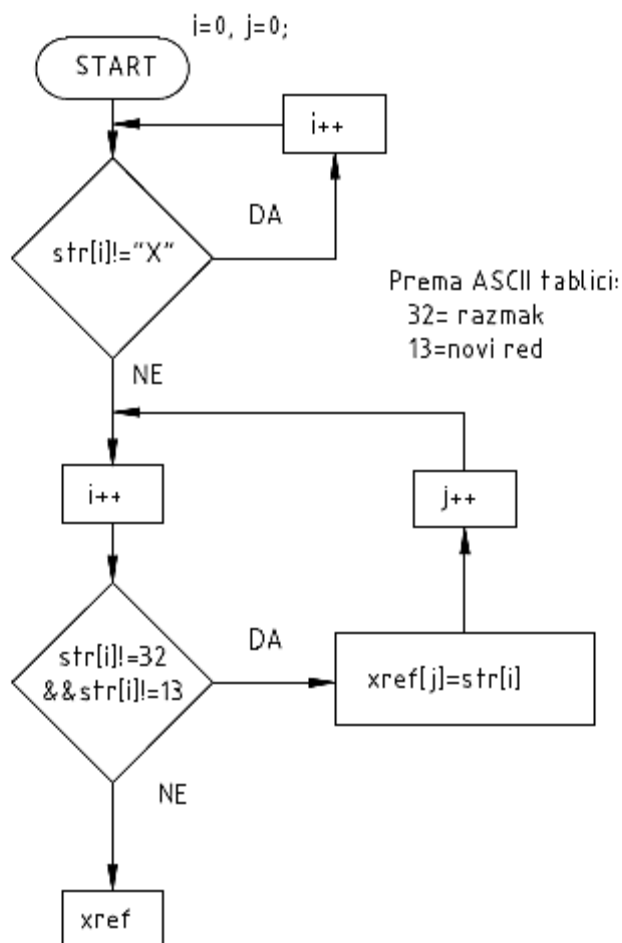 i=0, j=0;
START
i++
DA
str[i]!="X"
Prema ASCII tablici:
32= razmak
13=novi red
NE
i++
j++
str[i]!=32
&&str[i]!=13
DA
xref[j]=str[i]
NE
xref